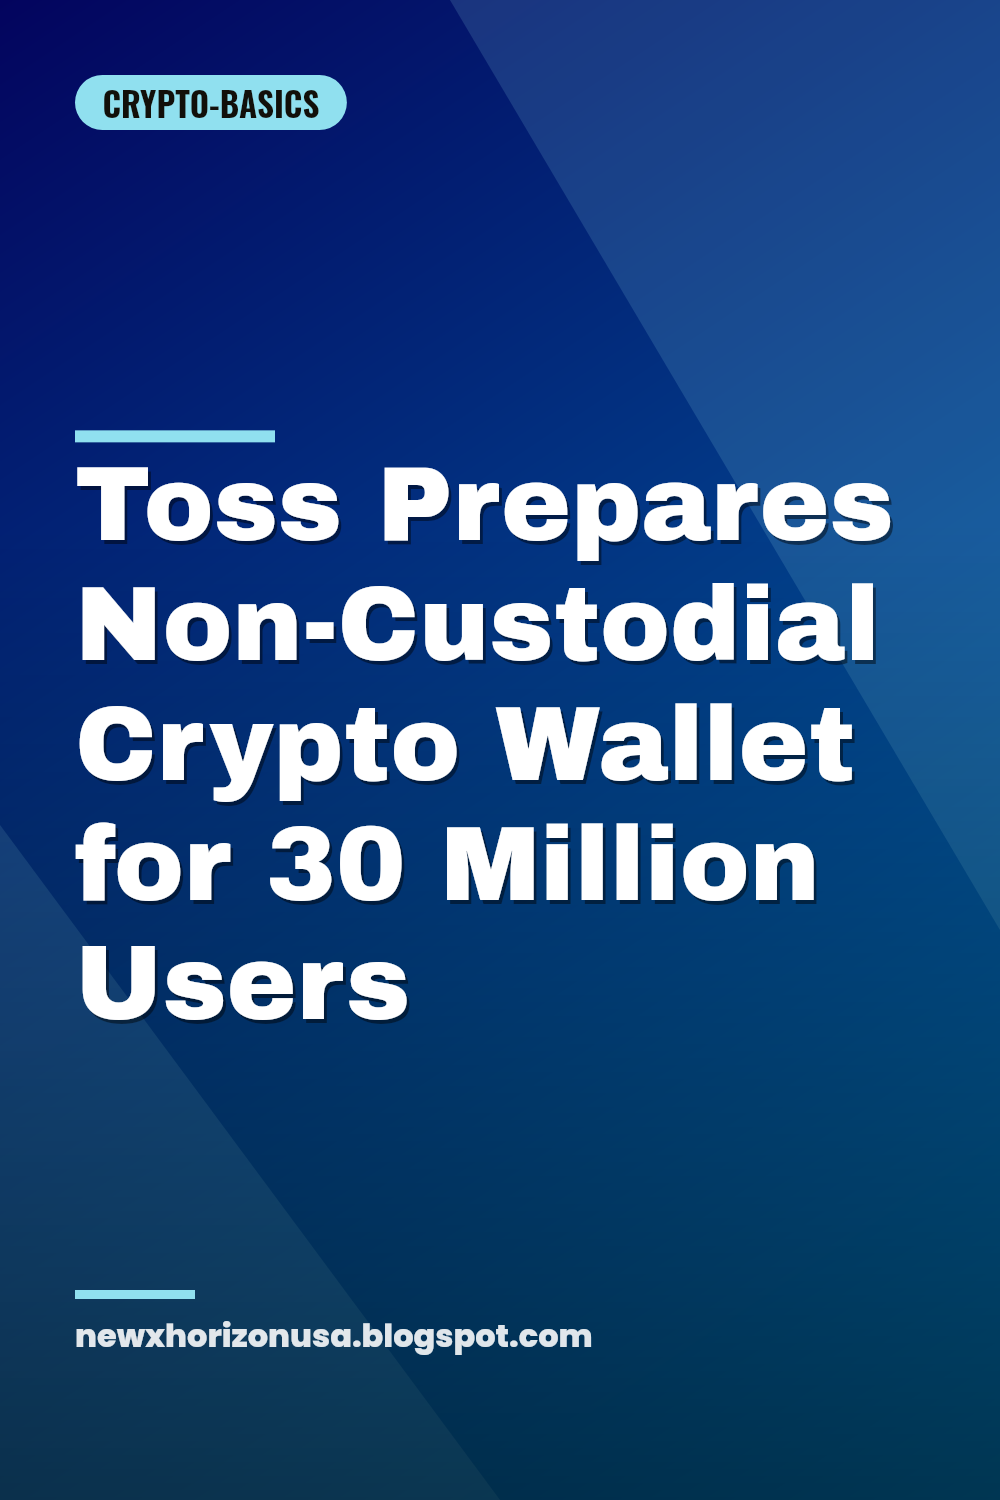 CRYPTO-BASICS
Toss Prepares
Non-Custodial
Crypto Wallet
for 30 Million
Users
newxhorizonusa.blogspot.com